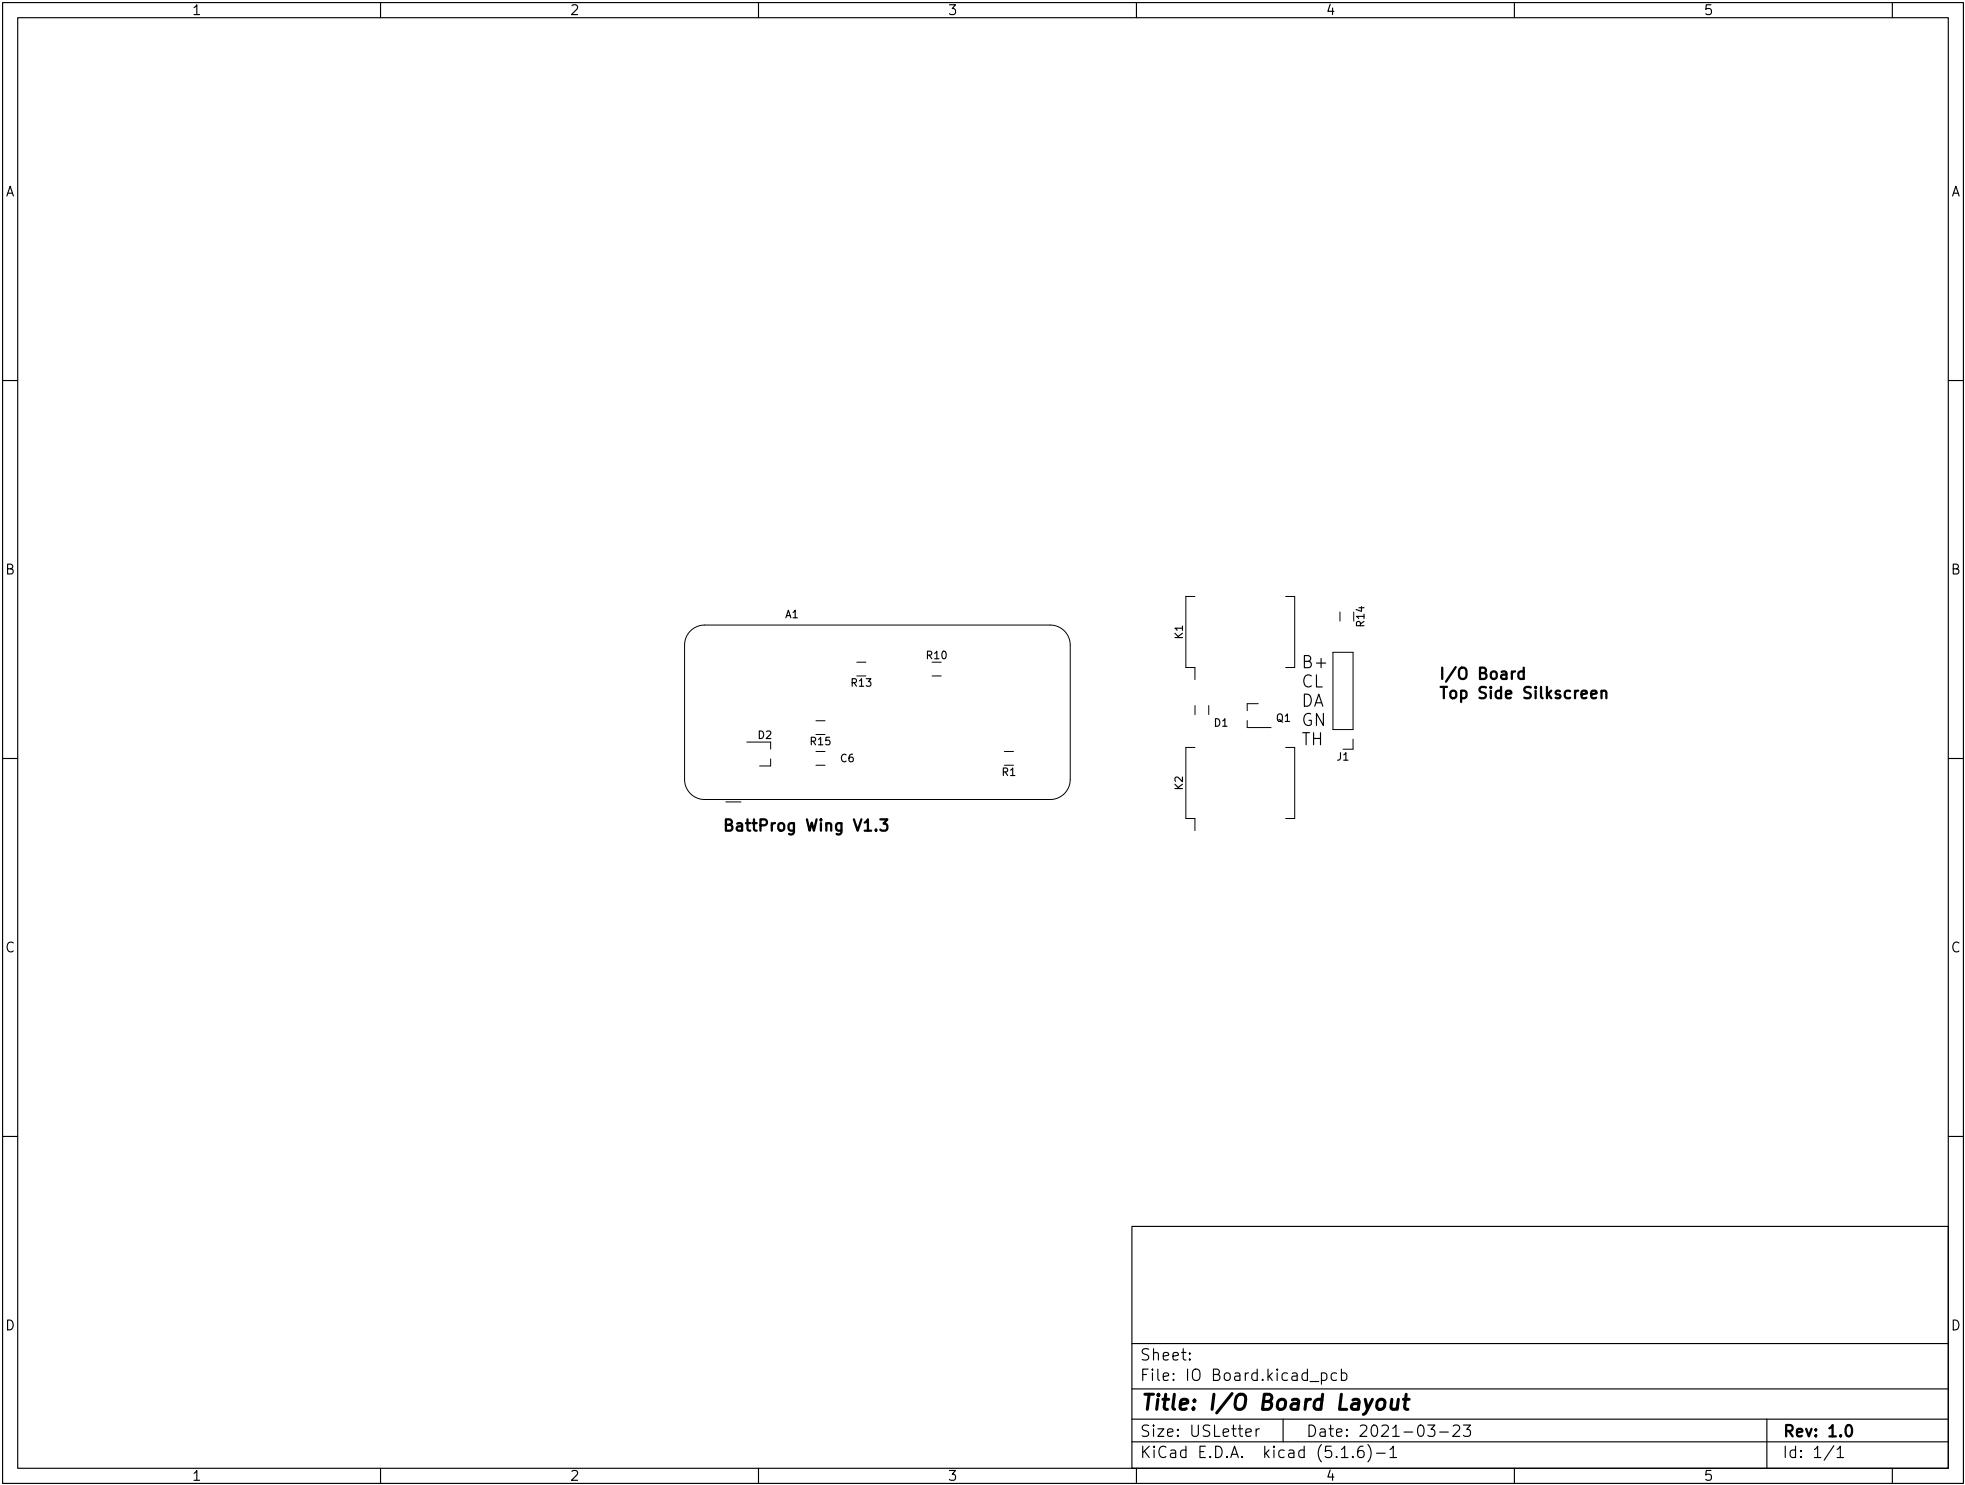 1 2 3 4 5
A A
B B
A1
K1
R14
R10
R13
B+
CL
DA
GN
TH
I/O Board
Top Side Silkscreen
D1
Q1
D2
R15
C6
R1
J1
K2
BattProg Wing V1.3
C C
D D
Sheet:
File: IO Board.kicad_pcb
Title: I/O Board Layout
Size: USLetter Date: 2021-03-23 Rev: 1.0
KiCad E.D.A. kicad (5.1.6)-1 Id: 1/1
1 2 3 4 5